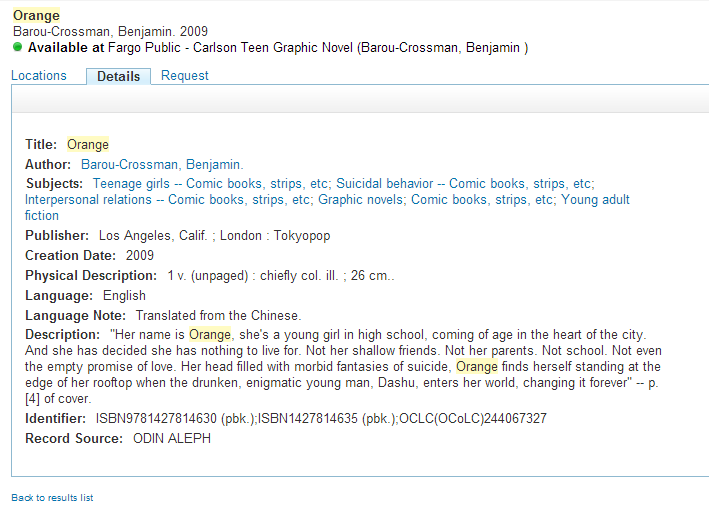 Orange
Barou-Crossman, Benjamin. 2009
Available at Fargo Public - Carlson Teen Graphic Novel (Barou-Crossman, Benjamin )
Locations Details Request
Title: Orange
Author: Barou-Crossman, Benjamin.
Subjects: Teenage girls -- Comic books, strips, etc; Suicidal behavior -- Comic books, strips, etc;
Interpersonal relations -- Comic books, strips, etc; Graphic novels; Comic books, strips, etc; Young adult
fiction
Publisher: Los Angeles, Calif. ; London : Tokyopop
Creation Date: 2009
Physical Description: 1 v. (unpaged) : chiefly col. ill. ; 26 cm..
Language: English
Language Note: Translated from the Chinese.
Description: "Her name is Orange, she's a young girl in high school, coming of age in the heart of the city.
And she has decided she has nothing to live for. Not her shallow friends. Not her parents. Not school. Not even
the empty promise of love. Her head filled with morbid fantasies of suicide, Orange finds herself standing at the
edge of her rooftop when the drunken, enigmatic young man, Dashu, enters her world, changing it forever" -- p.
[4] of cover.
Identifier: ISBN9781427814630 (pbk.);ISBN1427814635 (pbk.);OCLC(OCoLC)244067327
Record Source: ODIN ALEPH
Back to results list